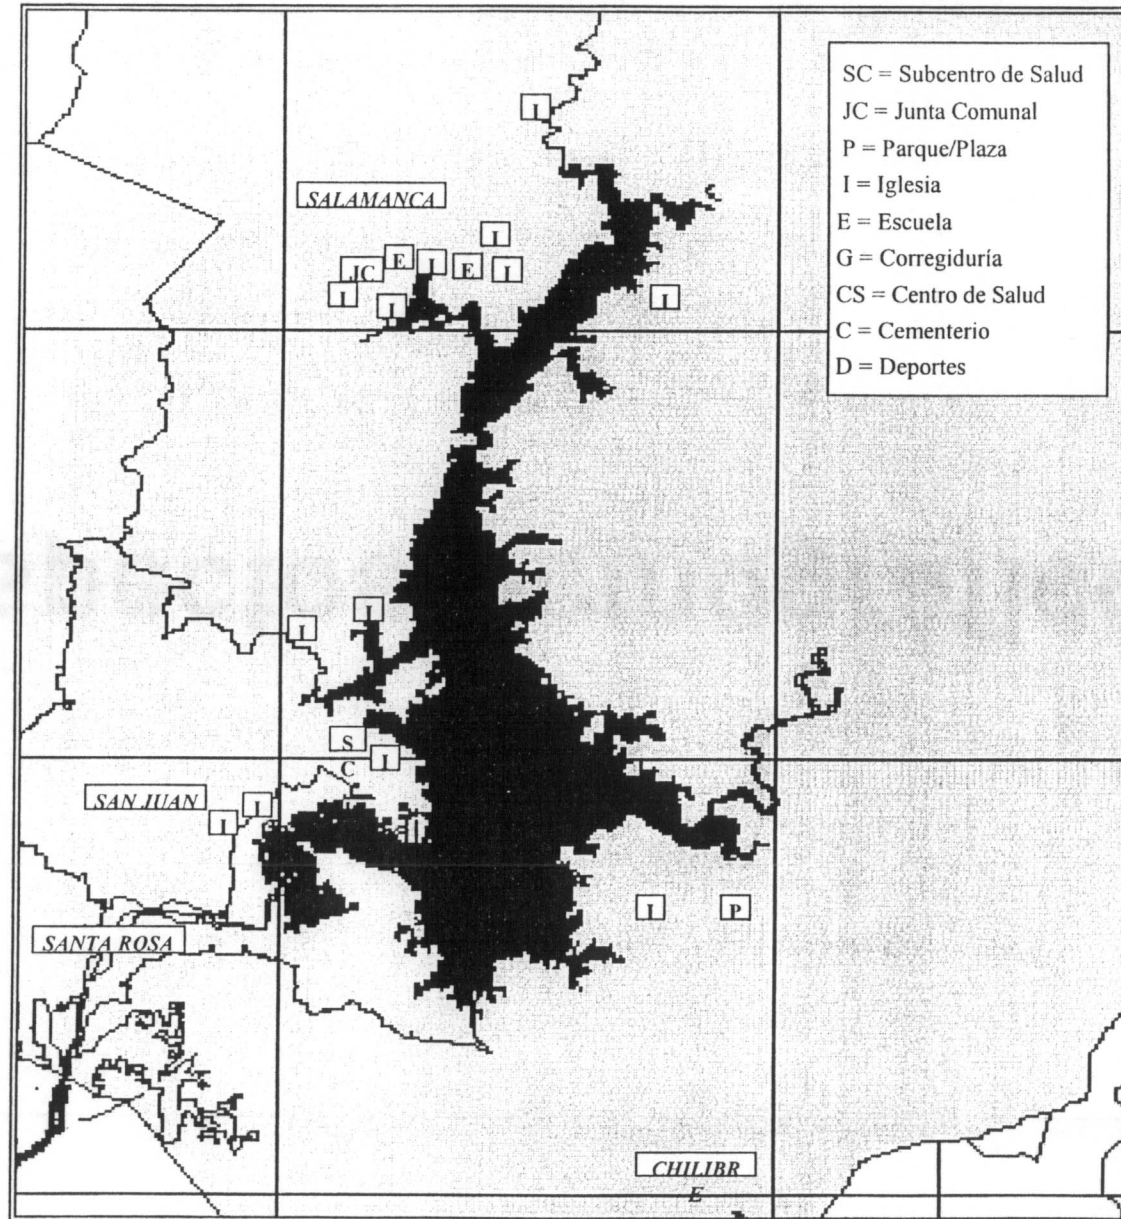 SC = Subcentro de Salud
JC = Junta Comunal
P = Parque/Plaza
I = Iglesia
E = Escuela
G = Corregiduría
CS = Centro de Salud
C = Cementerio
D = Deportes
I
SALAMANCA
I
E I E I
JC
I I I
I
I
S
C I
SAN JUAN I
I
I P
SANTA ROSA
CHILIBR
E